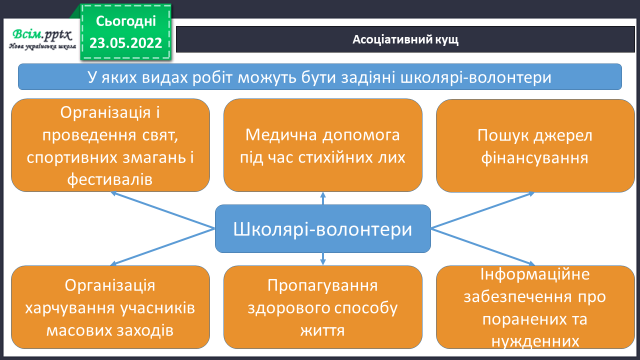 Всім.pptx
Нова українська школа
Сьогодні
23.05.2022
Асоціативний кущ
У яких видах робіт можуть бути задіяні школярі-волонтери
Організація і
проведення свят,
спортивних змагань і
фестивалів
Медична допомога
під час стихійних лих
Пошук джерел
фінансування
Школярі-волонтери
Організація
харчування учасників
масових заходів
Пропагування
здорового способу
життя
Інформаційне
забезпечення про
поранених та
нужденних